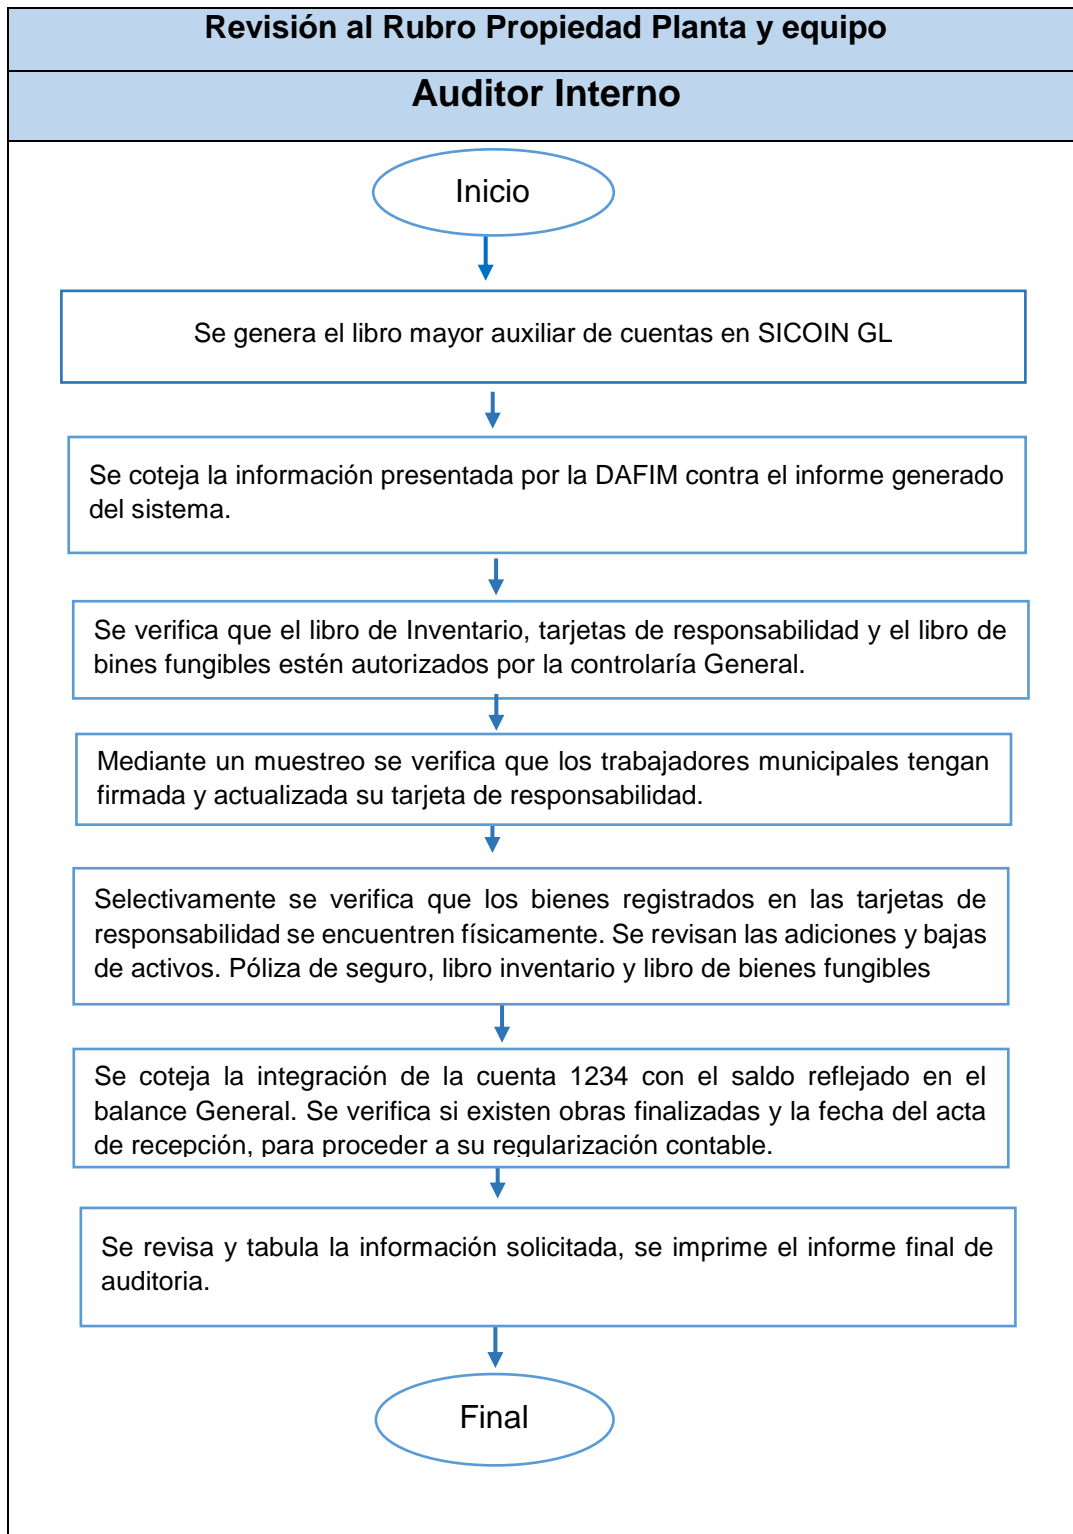 Revisión al Rubro Propiedad Planta y equipo
Auditor Interno
Inicio
Se genera el libro mayor auxiliar de cuentas en SICOIN GL
Se coteja la información presentada por la DAFIM contra el informe generado
del sistema.
Se verifica que el libro de Inventario, tarjetas de responsabilidad y el libro de
bines fungibles estén autorizados por la controlaría General.
Mediante un muestreo se verifica que los trabajadores municipales tengan
firmada y actualizada su tarjeta de responsabilidad.
Selectivamente se verifica que los bienes registrados en las tarjetas de
responsabilidad se encuentren físicamente. Se revisan las adiciones y bajas
de activos. Póliza de seguro, libro inventario y libro de bienes fungibles
Se coteja la integración de la cuenta 1234 con el saldo reflejado en el
balance General. Se verifica si existen obras finalizadas y la fecha del acta
de recepción, para proceder a su regularización contable.
Se revisa y tabula la información solicitada, se imprime el informe final de
auditoria.
Final